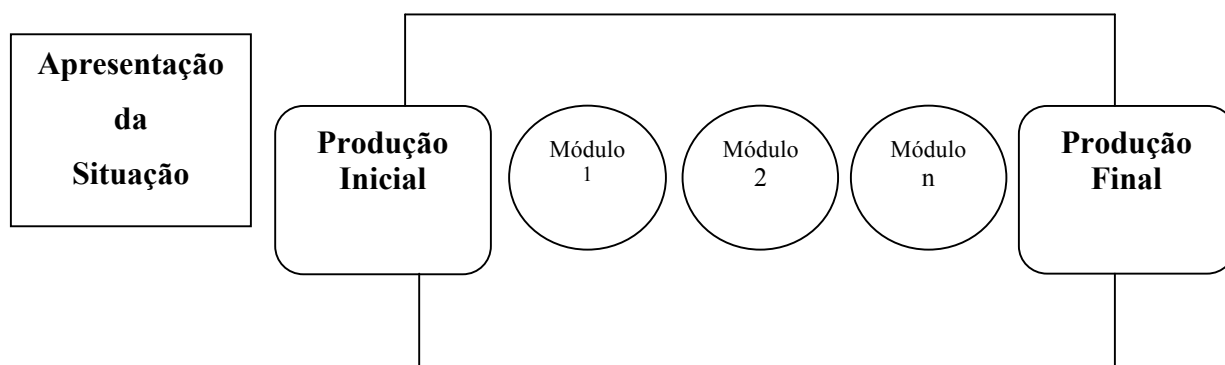 Apresentação
da
Situação
Produção
Inicial
Módulo
1
Módulo
2
Módulo
n
Produção
Final